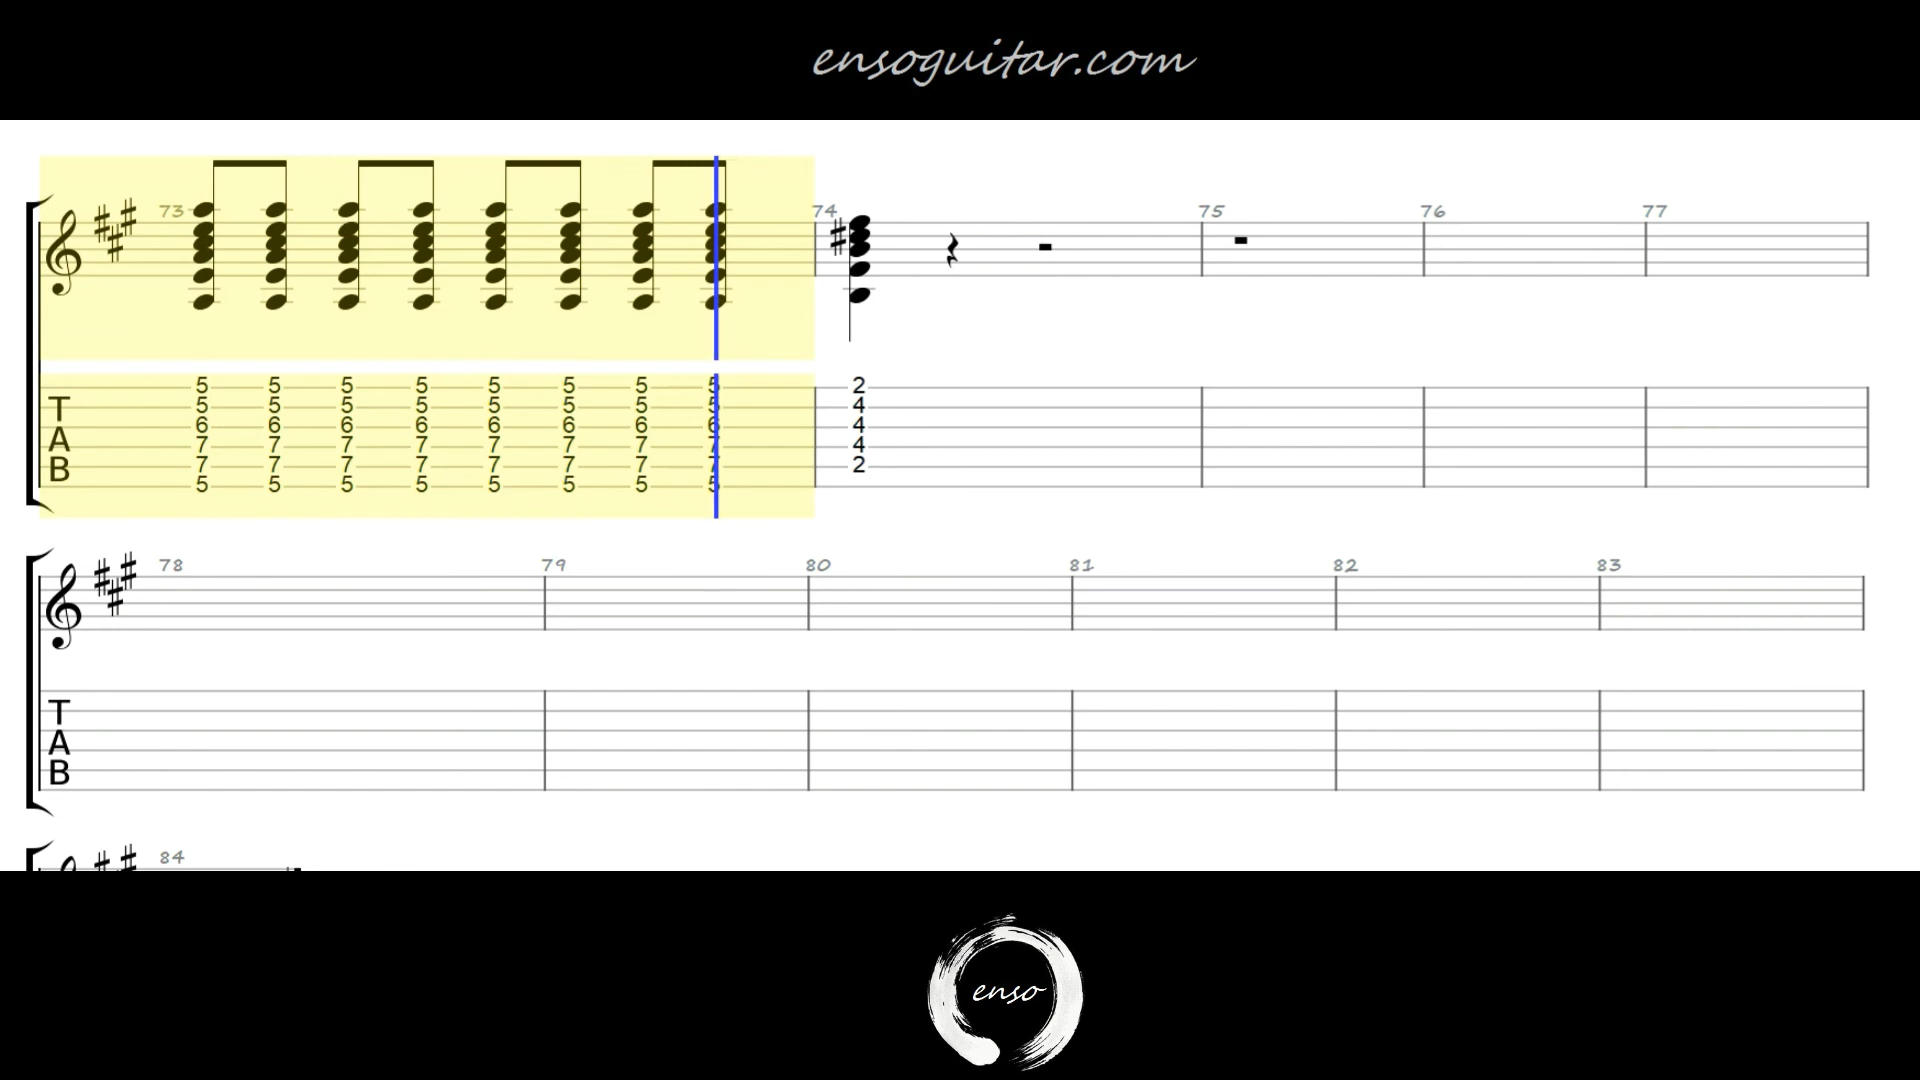 ensoguitar.com
73 74 75 76 77
T
A
B
5 5 5 5 5 5 5 5 2
5 5 5 5 5 5 5 5 4
6 6 6 6 6 6 6 6 4
7 7 7 7 7 7 7 7 4
7 7 7 7 7 7 7 7 2
5 5 5 5 5 5 5 5
78 79 80 81 82 83
T
A
B
84
enso